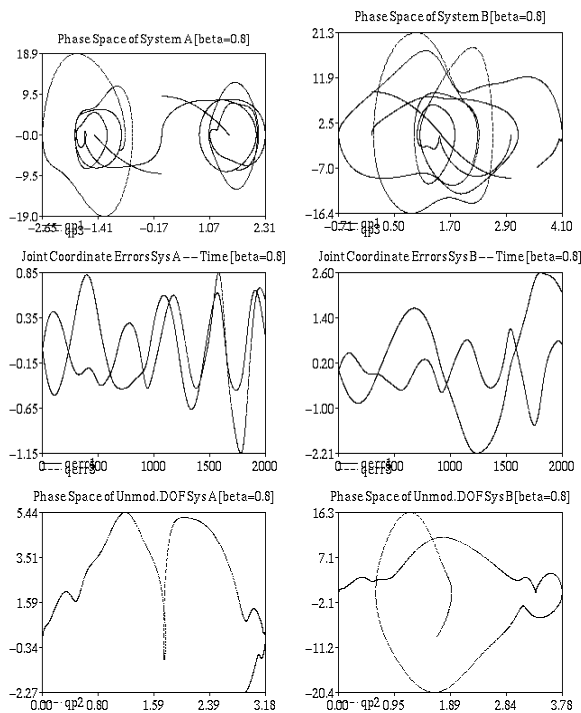 Phase Space of System A [beta=0.8]
18.9
9.5
-0.0
-9.5
-19.0
-1.41 -0.17 1.07 2.31
qp3
Phase Space of System B [beta=0.8]
21.3
11.9
2.5
-7.0
-16.4
0.50 1.70 2.90 4.10
qp3
Joint Coordinate Errors Sys A --- Time [beta=0.8]
0.85
0.35
-0.15
-0.65
-1.15
1000 1500 2000
Joint Coordinate Errors Sys B --- Time [beta=0.8]
2.60
1.40
0.20
-1.00
-2.21
1000 1500 2000
Phase Space of Unmod. DOF Sys A [beta=0.8]
5.44
3.51
1.59
-0.34
-2.27
0.00 0.80 1.59 2.39 3.18
qp2
Phase Space of Unmod. DOF Sys B [beta=0.8]
16.3
7.1
-2.1
-11.2
-20.4
0.00 0.95 1.89 2.84 3.78
qp2